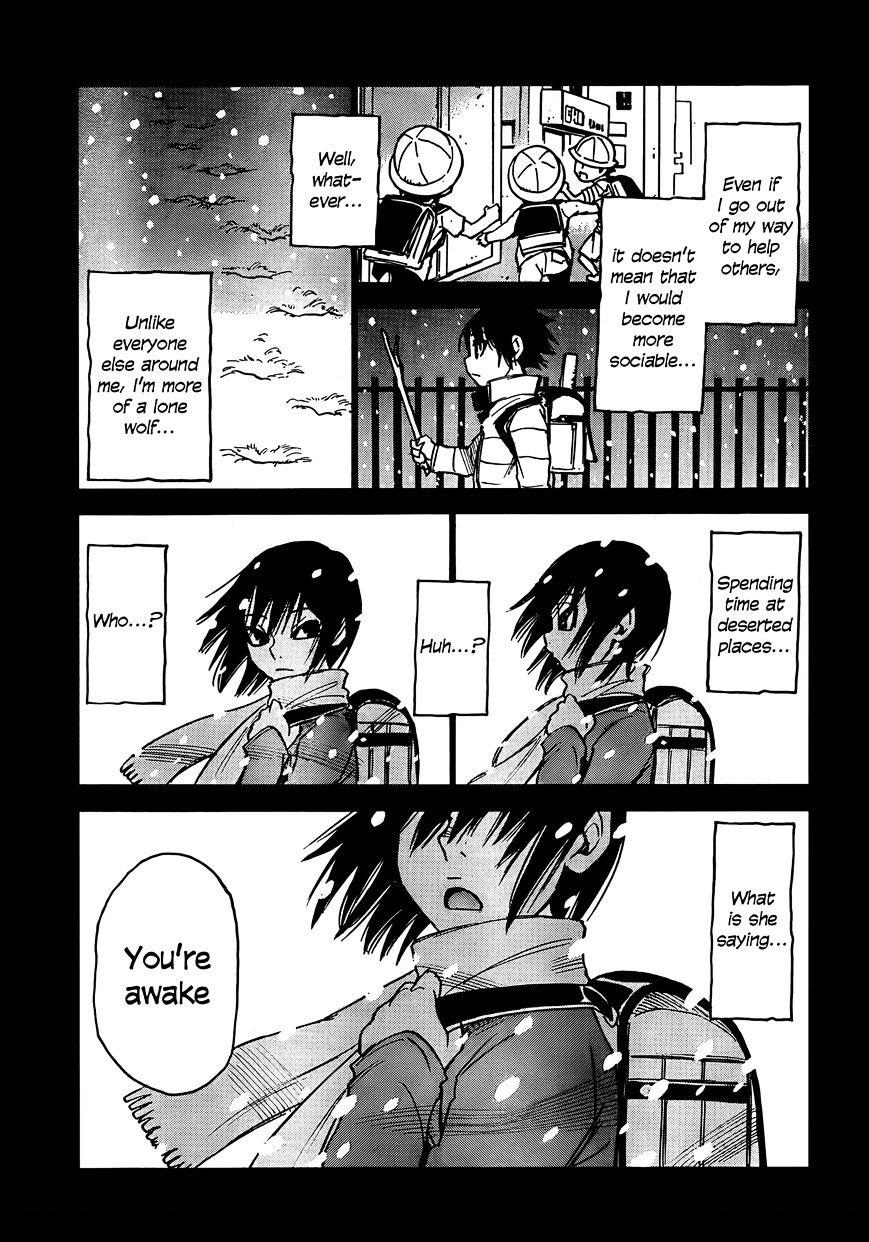 Even if
I go out
of my way
to help
others,
it doesn't
mean that
I would
become
more
sociable...
Well,
what-
ever...
Unlike
everyone
else around
me, I'm more
of a lone
wolf...
Spending
time at
deserted
places...
Huh...?
Who...?
What
is she
saying...
You're
awake